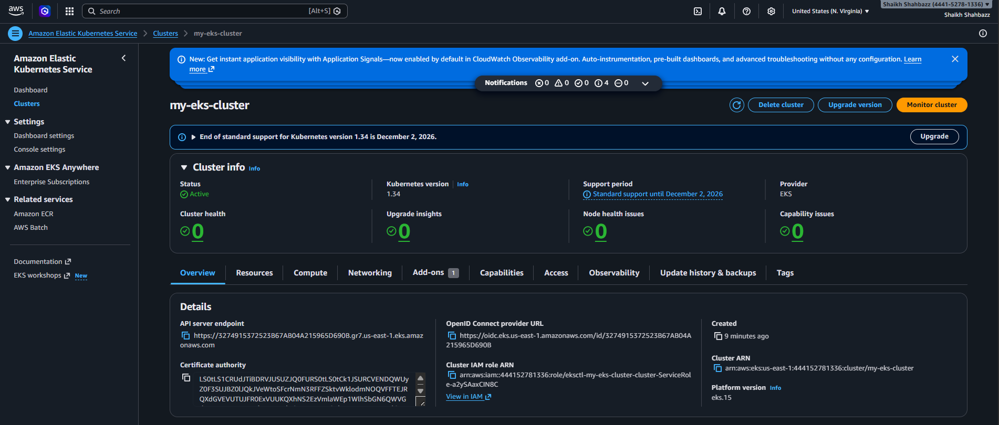 aws
Search
[Alt+S]
United States (N. Virginia)
Shaikh Shahbazz (4441-5278-1336)
Shaikh Shahbazz
Amazon Elastic Kubernetes Service
Clusters
my-eks-cluster
Amazon Elastic
Kubernetes Service
Dashboard
Clusters
Settings
Dashboard settings
Console settings
Amazon EKS Anywhere
Enterprise Subscriptions
Related services
Amazon ECR
AWS Batch
Documentation
EKS workshops New
New: Get instant application visibility with Application Signals—now enabled by default in CloudWatch Observability add-on. Auto-instrumentation, pre-built dashboards, and advanced troubleshooting without any configuration. Learn
more
Notifications 0 0 0 4 0
my-eks-cluster
Delete cluster
Upgrade version
Monitor cluster
End of standard support for Kubernetes version 1.34 is December 2, 2026.
Upgrade
Cluster info Info
Status
Active
Kubernetes version Info
1.34
Support period
Standard support until December 2, 2026
Provider
EKS
Cluster health
0
Upgrade insights
0
Node health issues
0
Capability issues
0
Overview
Resources
Compute
Networking
Add-ons 1
Capabilities
Access
Observability
Update history & backups
Tags
Details
API server endpoint
https://3274915372523B67AB04A215965D690B.gr7.us-east-1.eks.amaz
onaws.com
Certificate authority
LS0tLS1CRUdJTiBDRVJUSUZJQ0FURS0tLS0tCk1JSURCVENDQWUy
Z0F3SUJBZ0lJQkJVeWtoSFcrNmN3RFFZSktvWklodmNOQVFFTEJR
QXdGVEVUTUJFR0ExVUUKQXhNS2EzVmlaWEp1WlhSbGN6QWVG
OpenID Connect provider URL
https://oidc.eks.us-east-1.amazonaws.com/id/3274915372523B67AB04A
215965D690B
Cluster IAM role ARN
arn:aws:iam::444152781336:role/eksctl-my-eks-cluster-cluster-ServiceRol
e-a2ySAaxCIN8C
View in IAM
Created
9 minutes ago
Cluster ARN
arn:aws:eks:us-east-1:444152781336:cluster/my-eks-cluster
Platform version Info
eks.15